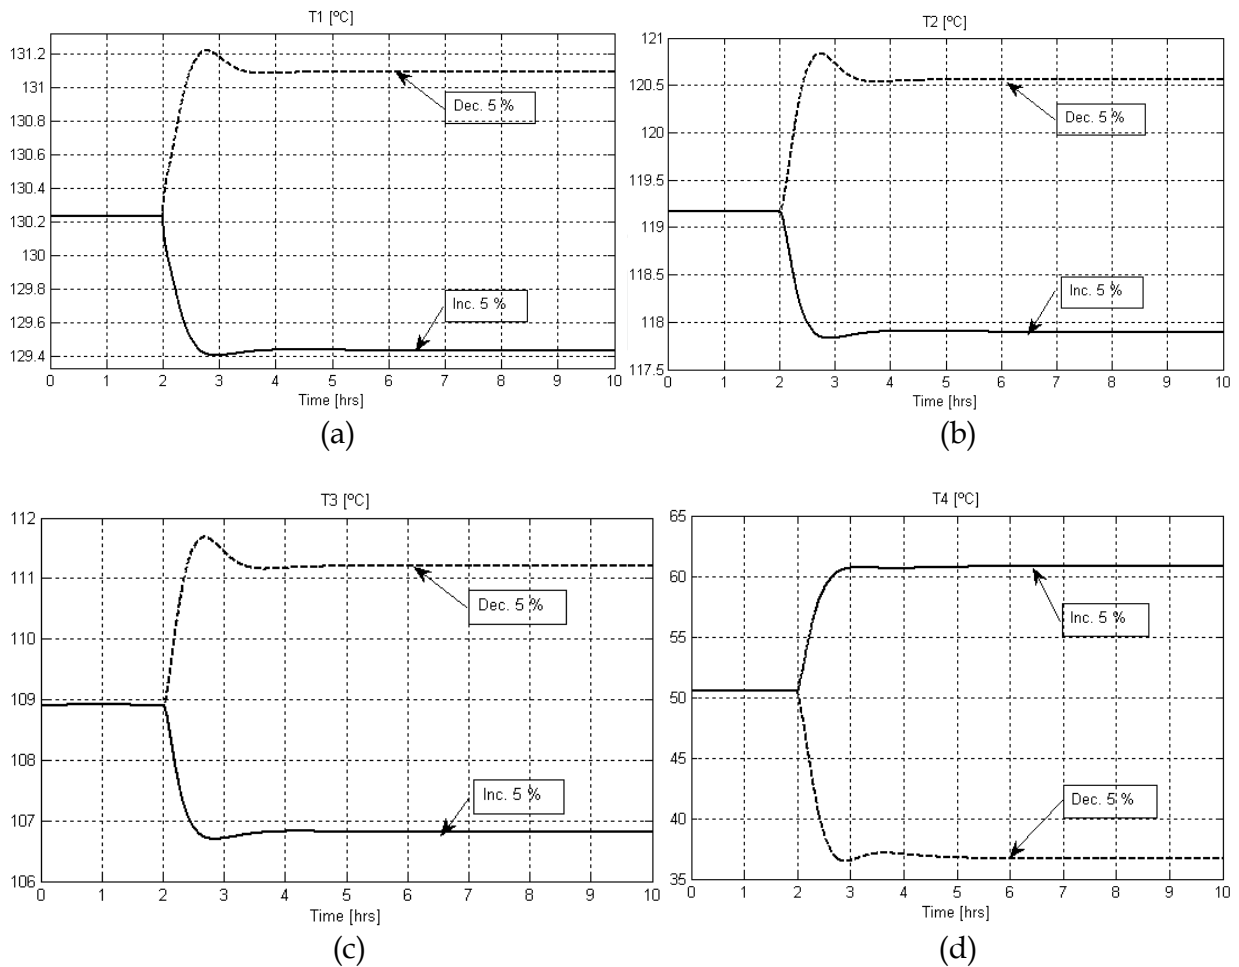 T1 [ºC]
131.2
131
130.8
130.6
130.4
130.2
130
129.8
129.6
129.4
Dec. 5 %
Inc. 5 %
0 1 2 3 4 5 6 7 8 9 10
Time [hrs]
(a)
T2 [ºC]
121
120.5
120
119.5
119
118.5
118
117.5
Dec. 5 %
Inc. 5 %
0 1 2 3 4 5 6 7 8 9 10
Time [hrs]
(b)
T3 [ºC]
112
111
110
109
108
107
106
Dec. 5 %
Inc. 5 %
0 1 2 3 4 5 6 7 8 9 10
Time [hrs]
(c)
T4 [ºC]
65
60
55
50
45
40
35
Inc. 5 %
Dec. 5 %
0 1 2 3 4 5 6 7 8 9 10
Time [hrs]
(d)